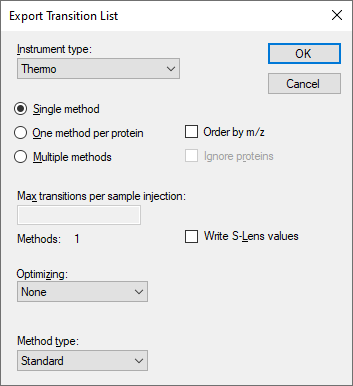 Export Transition List
Instrument type:
Thermo
OK
Cancel
Single method
One method per protein
Order by m/z
Multiple methods
Ignore proteins
Max transitions per sample injection:
Methods: 1
Write S-Lens values
Optimizing:
None
Method type:
Standard